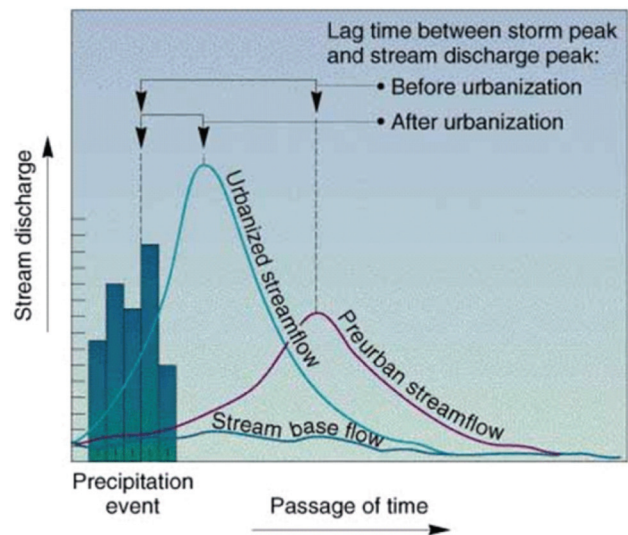 Lag time between storm peak
and stream discharge peak:
• Before urbanization
• After urbanization
Stream discharge
Urbanized streamflow
Preurban streamflow
Stream base flow
Precipitation
event
Passage of time